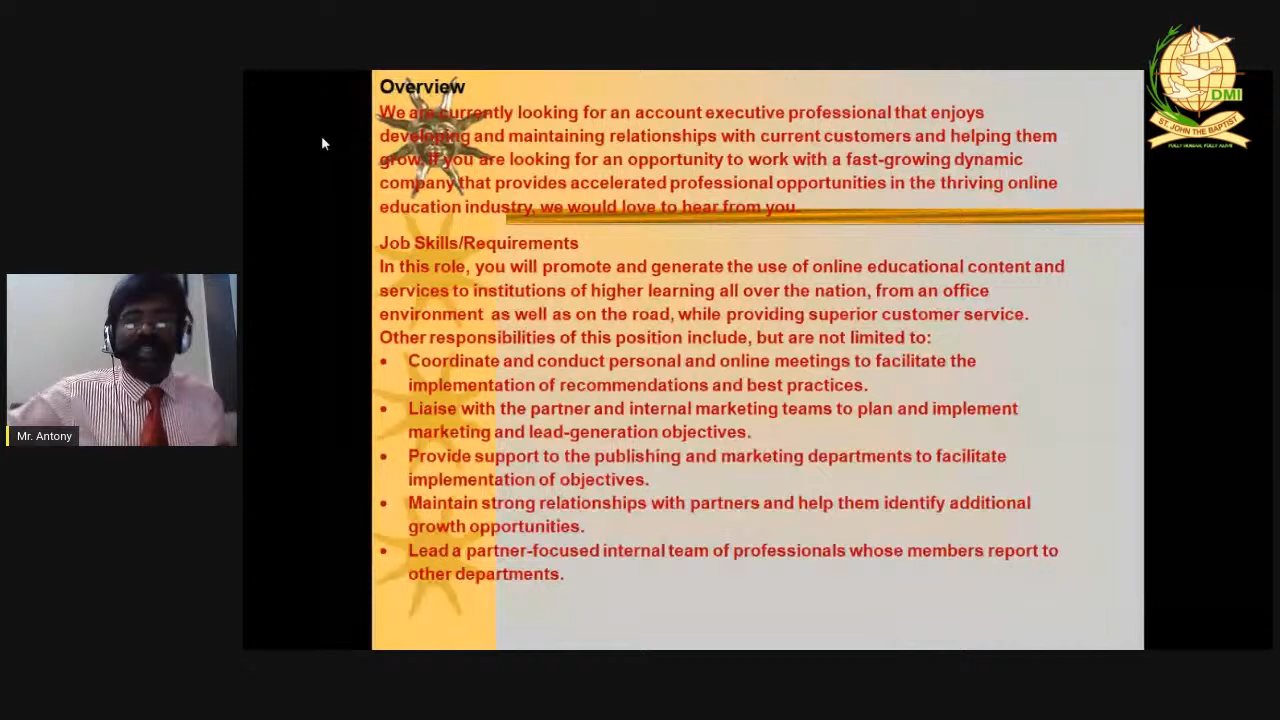 Overview
We are currently looking for an account executive professional that enjoys
developing and maintaining relationships with current customers and helping them
grow. If you are looking for an opportunity to work with a fast-growing dynamic
company that provides accelerated professional opportunities in the thriving online
education industry, we would love to hear from you.
Job Skills/Requirements
In this role, you will promote and generate the use of online educational content and
services to institutions of higher learning all over the nation, from an office
environment as well as on the road, while providing superior customer service.
Other responsibilities of this position include, but are not limited to:
• Coordinate and conduct personal and online meetings to facilitate the
implementation of recommendations and best practices.
• Liaise with the partner and internal marketing teams to plan and implement
marketing and lead-generation objectives.
• Provide support to the publishing and marketing departments to facilitate
implementation of objectives.
• Maintain strong relationships with partners and help them identify additional
growth opportunities.
• Lead a partner-focused internal team of professionals whose members report to
other departments.
Mr. Antony
DMI
ST. JOHN THE BAPTIST
FULLY HUMAN, FULLY ALIVE